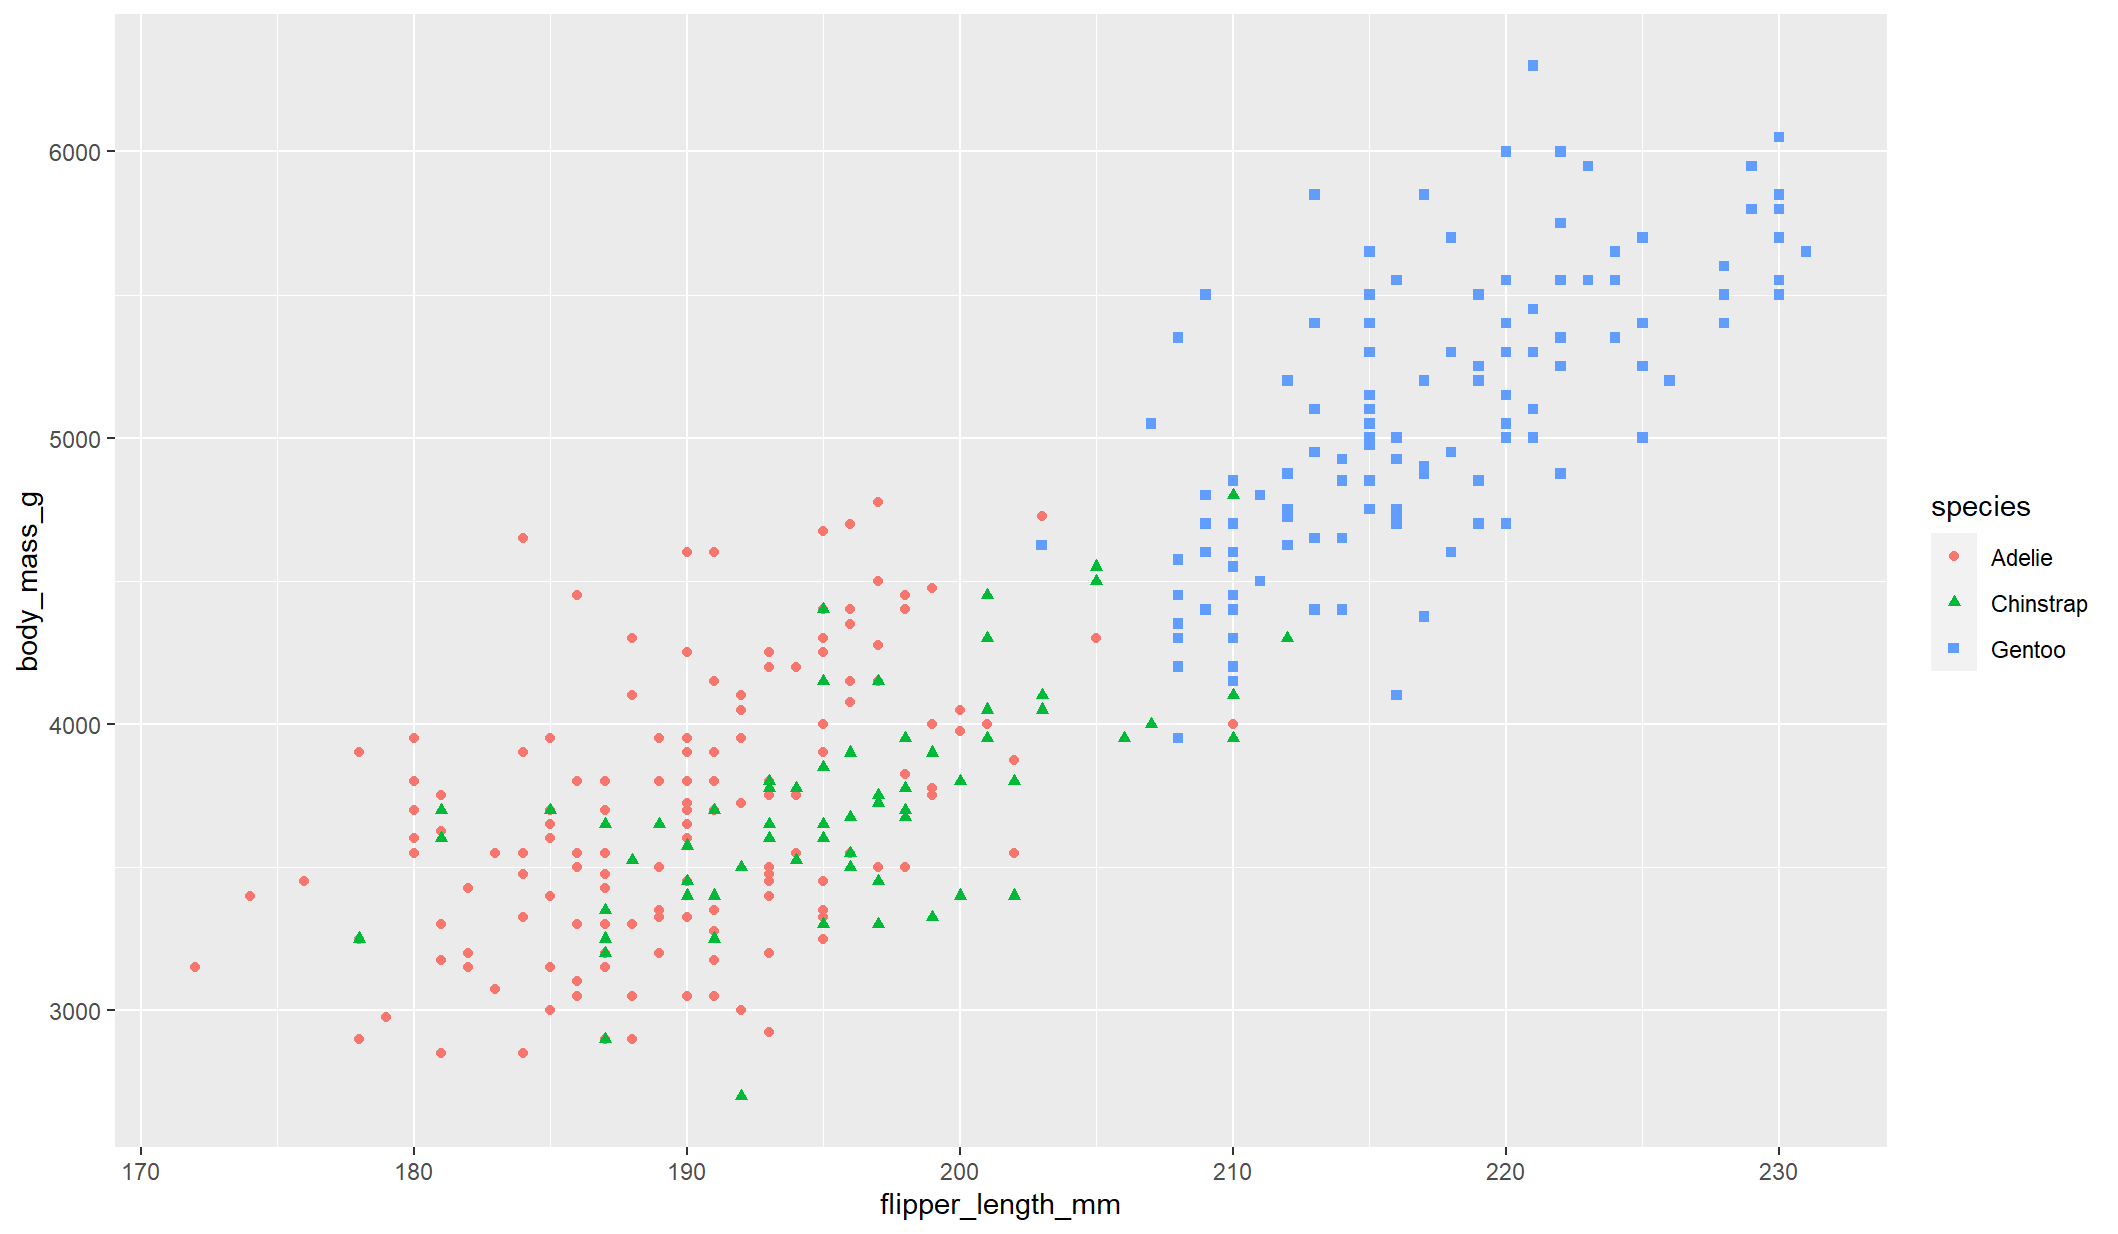 6000
5000
4000
3000
body_mass_g
170 180 190 200 210 220 230
flipper_length_mm
species
Adelie
Chinstrap
Gentoo